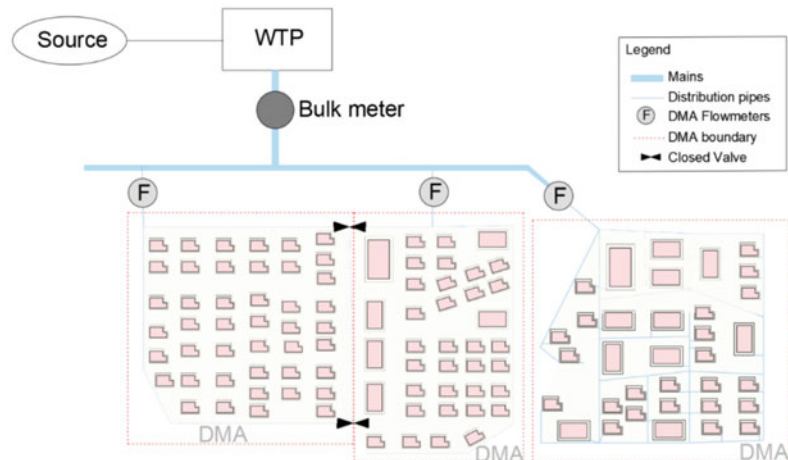 Source
WTP
Bulk meter
Legend
Mains
Distribution pipes
F
DMA Flowmeters
DMA boundary
Closed Valve
F
F
F
DMA
DMA
DMA